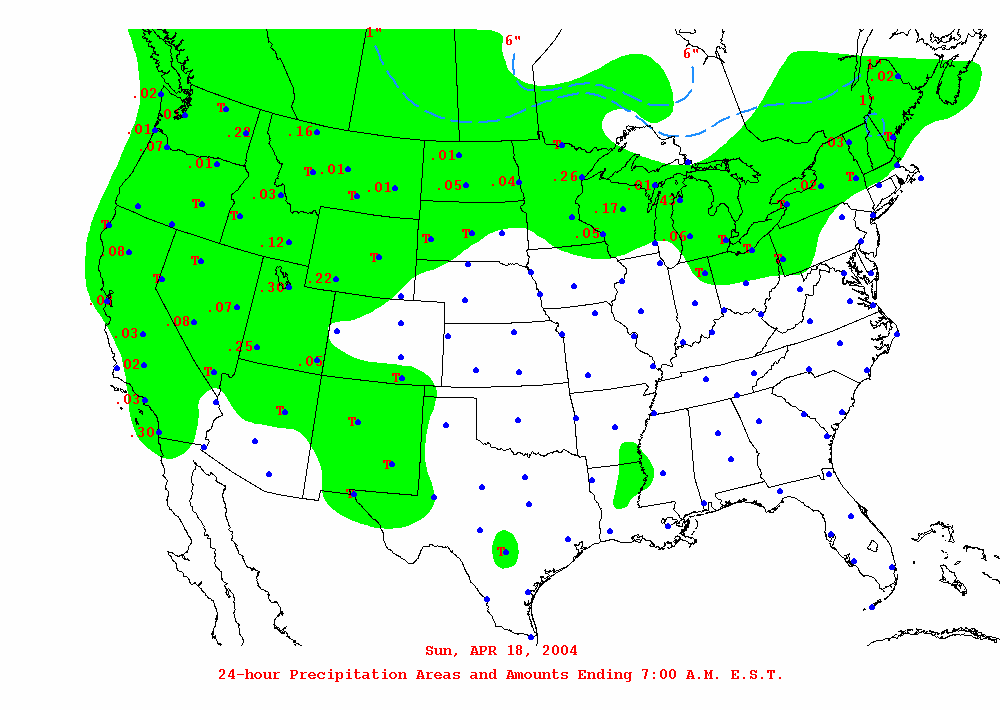 1"
6"
6"
1"
.02
.02
1"
T
.01
.22
.16
T
.07
.03
.01
T
.01
T
.01
.01
.05
.04
.26
.01
T
.02
.03
T
.01
T
.17
T
T
.05
.06
T
T
T
.08
.12
T
T
T
T
.22
T
T
.30
.07
.08
.03
.25
.05
.02
T
T
.03
T
T
.30
T
T
T
Sun, APR 18, 2004
24-hour Precipitation Areas and Amounts Ending 7:00 A.M. E.S.T.